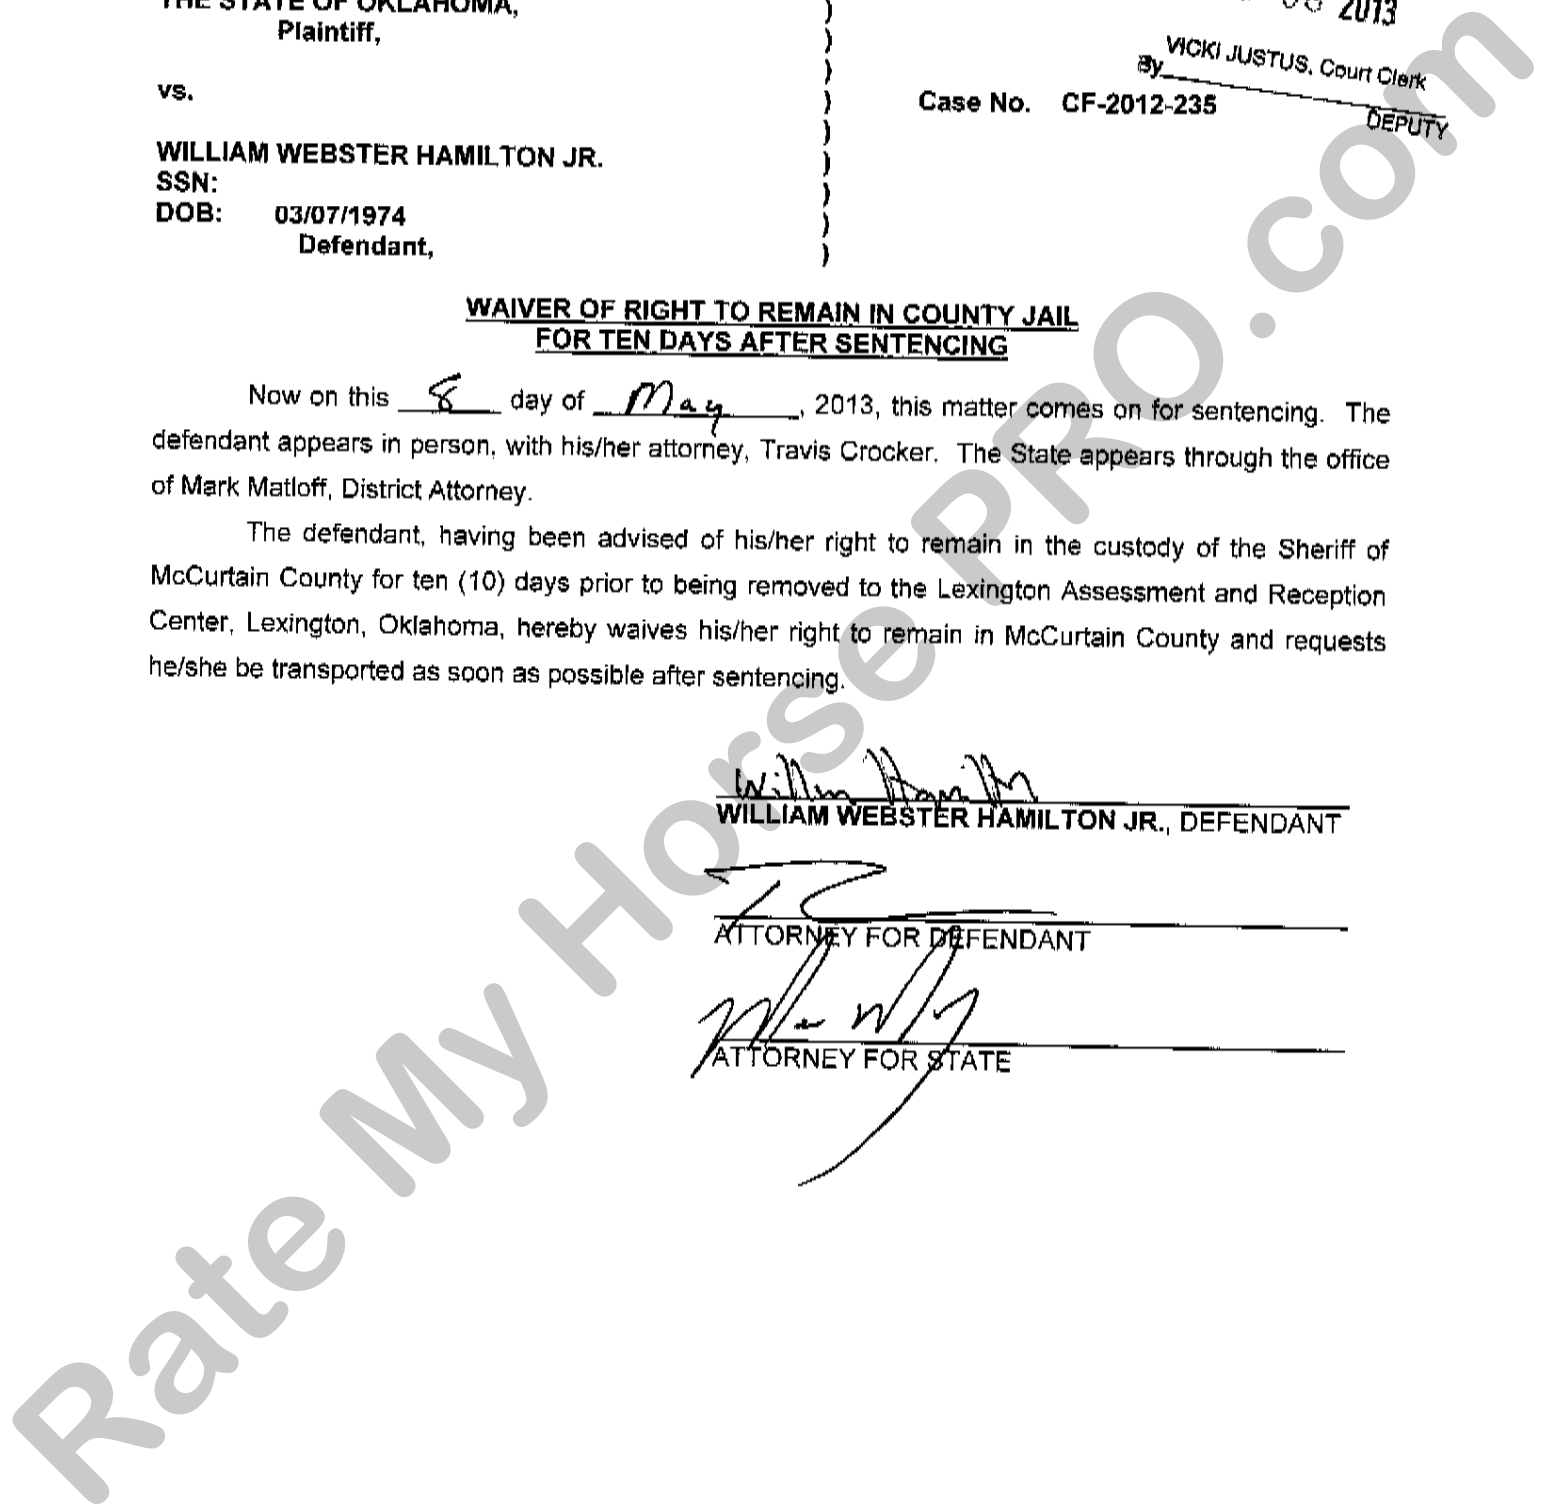 THE STATE OF OKLAHOMA,
Plaintiff,
2013
VICKI JUSTUS, Court Clerk
By
DEPUTY
vs.
Case No. CF-2012-235
WILLIAM WEBSTER HAMILTON JR.
SSN:
DOB: 03/07/1974
Defendant,
WAIVER OF RIGHT TO REMAIN IN COUNTY JAIL
FOR TEN DAYS AFTER SENTENCING
Now on this 8 day of May, 2013, this matter comes on for sentencing. The
defendant appears in person, with his/her attorney, Travis Crocker. The State appears through the office
of Mark Matloff, District Attorney.
The defendant, having been advised of his/her right to remain in the custody of the Sheriff of
McCurtain County for ten (10) days prior to being removed to the Lexington Assessment and Reception
Center, Lexington, Oklahoma, hereby waives his/her right to remain in McCurtain County and requests
he/she be transported as soon as possible after sentencing.
William Hamilton
WILLIAM WEBSTER HAMILTON JR., DEFENDANT
ATTORNEY FOR DEFENDANT
ATTORNEY FOR STATE
Rate My Horse PRO.com